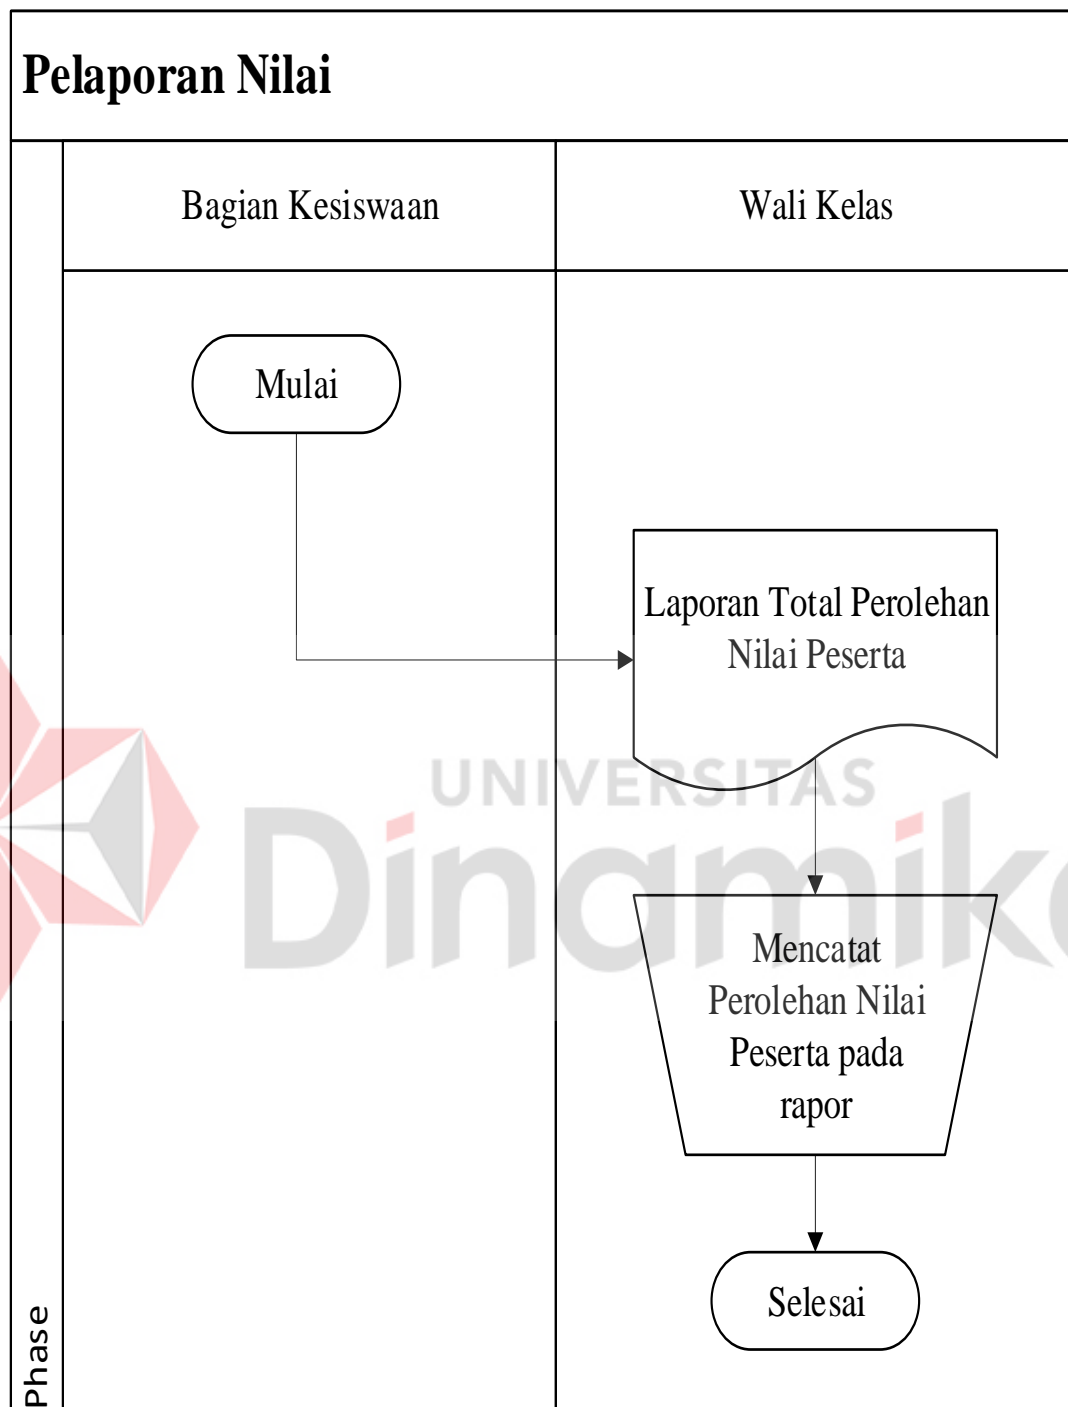 Pelaporan Nilai
Bagian Kesiswaan
Wali Kelas
Mulai
Laporan Total Perolehan
Nilai Peserta
UNIVERSITAS
Dinamika
Mencatat
Perolehan Nilai
Peserta pada
rapor
Selesai
Phase